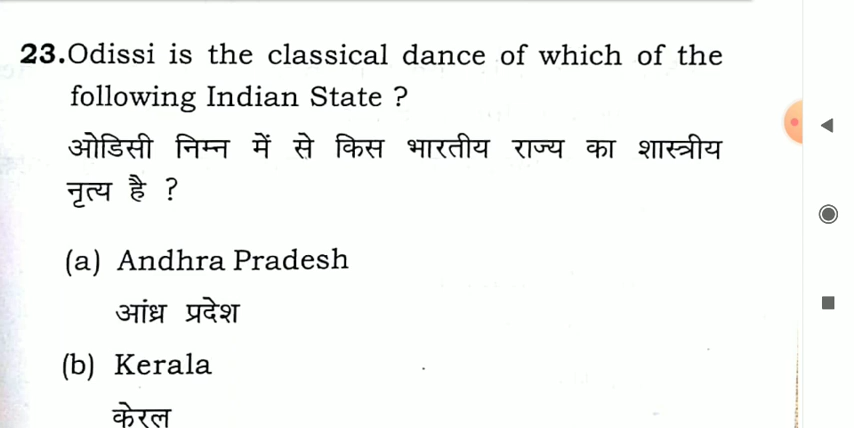 23.Odissi is the classical dance of which of the
following Indian State ?
ओडिसी निम्न में से किस भारतीय राज्य का शास्त्रीय
नृत्य है ?
(a) Andhra Pradesh
आंध्र प्रदेश
(b) Kerala
केरल